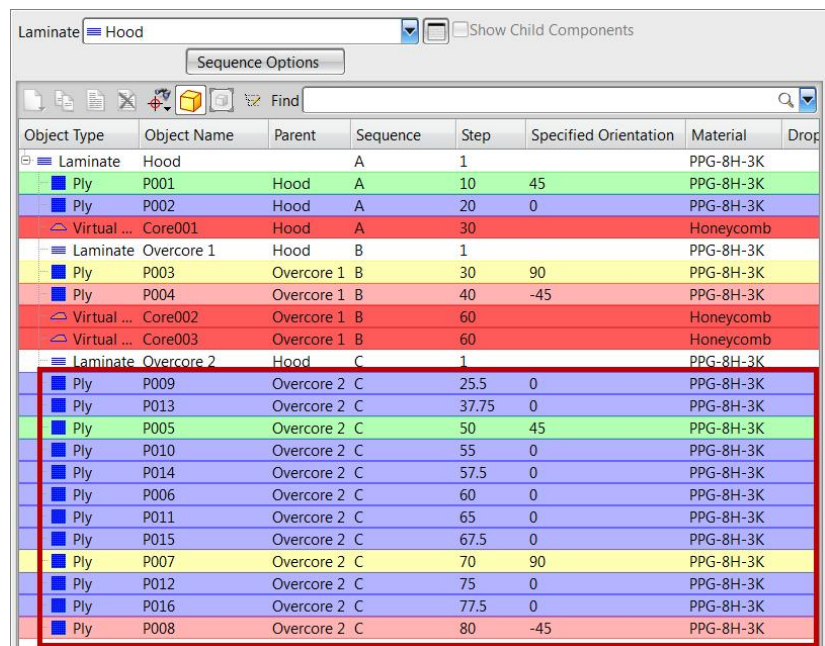 Laminate Hood Show Child Components
Sequence Options
Find
Object Type Object Name Parent Sequence Step Specified Orientation Material Drop
Laminate Hood A 1 PPG-8H-3K
Ply P001 Hood A 10 45 PPG-8H-3K
Ply P002 Hood A 20 0 PPG-8H-3K
Virtual ... Core001 Hood A 30 Honeycomb
Laminate Overcore 1 Hood B 1 PPG-8H-3K
Ply P003 Overcore 1 B 30 90 PPG-8H-3K
Ply P004 Overcore 1 B 40 -45 PPG-8H-3K
Virtual ... Core002 Overcore 1 B 60 Honeycomb
Virtual ... Core003 Overcore 1 B 60 Honeycomb
Laminate Overcore 2 Hood C 1 PPG-8H-3K
Ply P009 Overcore 2 C 25.5 0 PPG-8H-3K
Ply P013 Overcore 2 C 37.75 0 PPG-8H-3K
Ply P005 Overcore 2 C 50 45 PPG-8H-3K
Ply P010 Overcore 2 C 55 0 PPG-8H-3K
Ply P014 Overcore 2 C 57.5 0 PPG-8H-3K
Ply P006 Overcore 2 C 60 0 PPG-8H-3K
Ply P011 Overcore 2 C 65 0 PPG-8H-3K
Ply P015 Overcore 2 C 67.5 0 PPG-8H-3K
Ply P007 Overcore 2 C 70 90 PPG-8H-3K
Ply P012 Overcore 2 C 75 0 PPG-8H-3K
Ply P016 Overcore 2 C 77.5 0 PPG-8H-3K
Ply P008 Overcore 2 C 80 -45 PPG-8H-3K